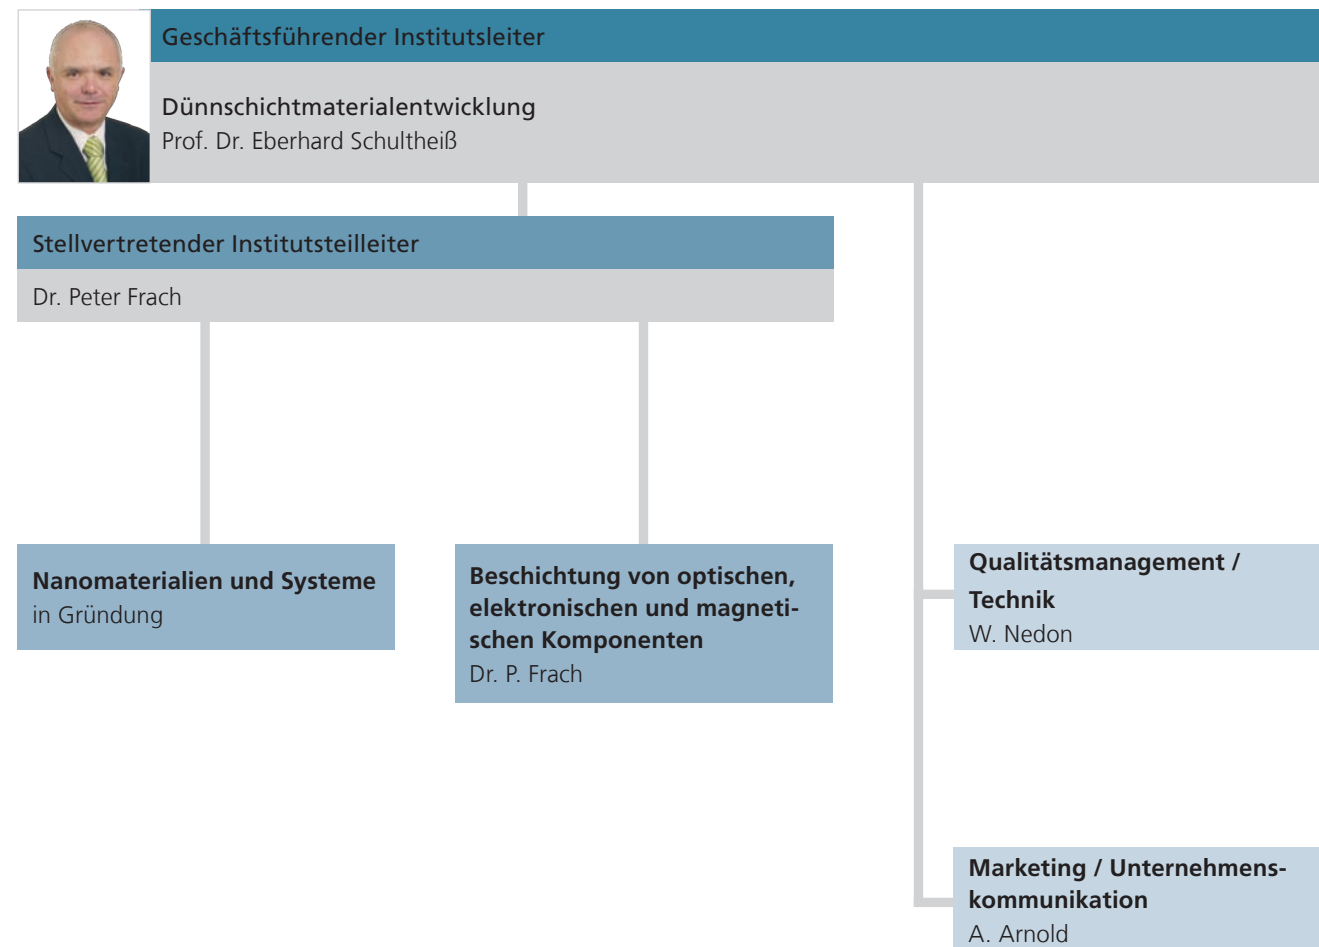 Geschäftsführender Institutsleiter
Dünnschichtmaterialentwicklung
Prof. Dr. Eberhard Schultheiß
Stellvertretender Institutsteilleiter
Dr. Peter Frach
Nanomaterialien und Systeme
in Gründung
Beschichtung von optischen,
elektronischen und magneti-
schen Komponenten
Dr. P. Frach
Qualitätsmanagement /
Technik
W. Nedon
Marketing / Unternehmens-
kommunikation
A. Arnold